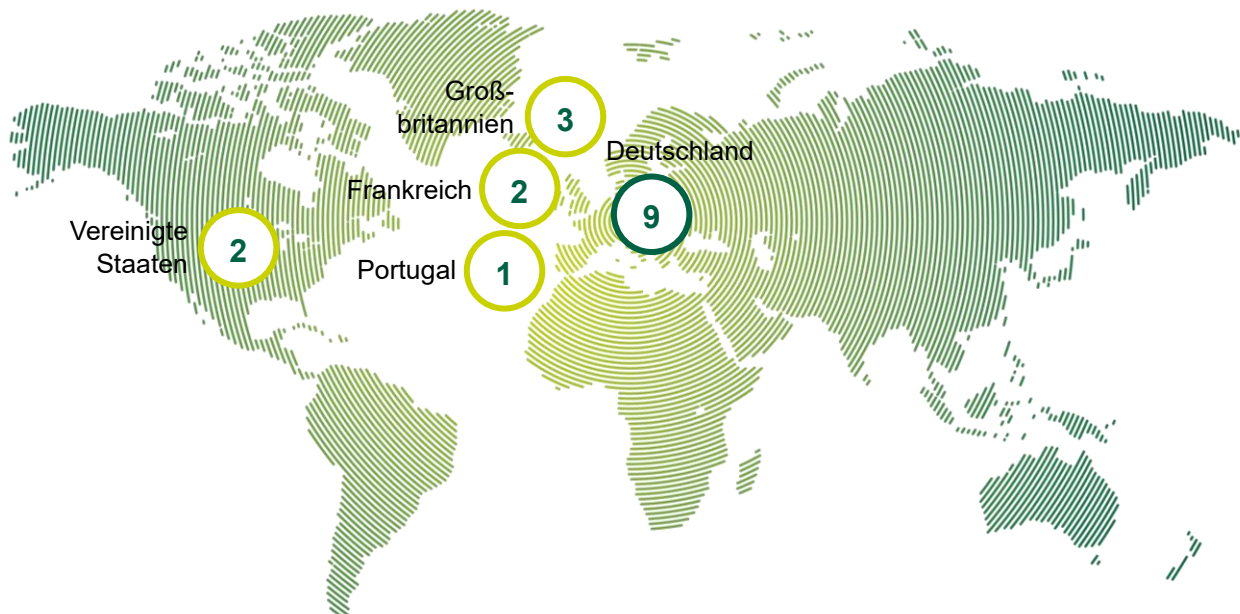 Groß-
britannien
3
Deutschland
Frankreich
2
9
Vereinigte
Staaten
2
Portugal
1